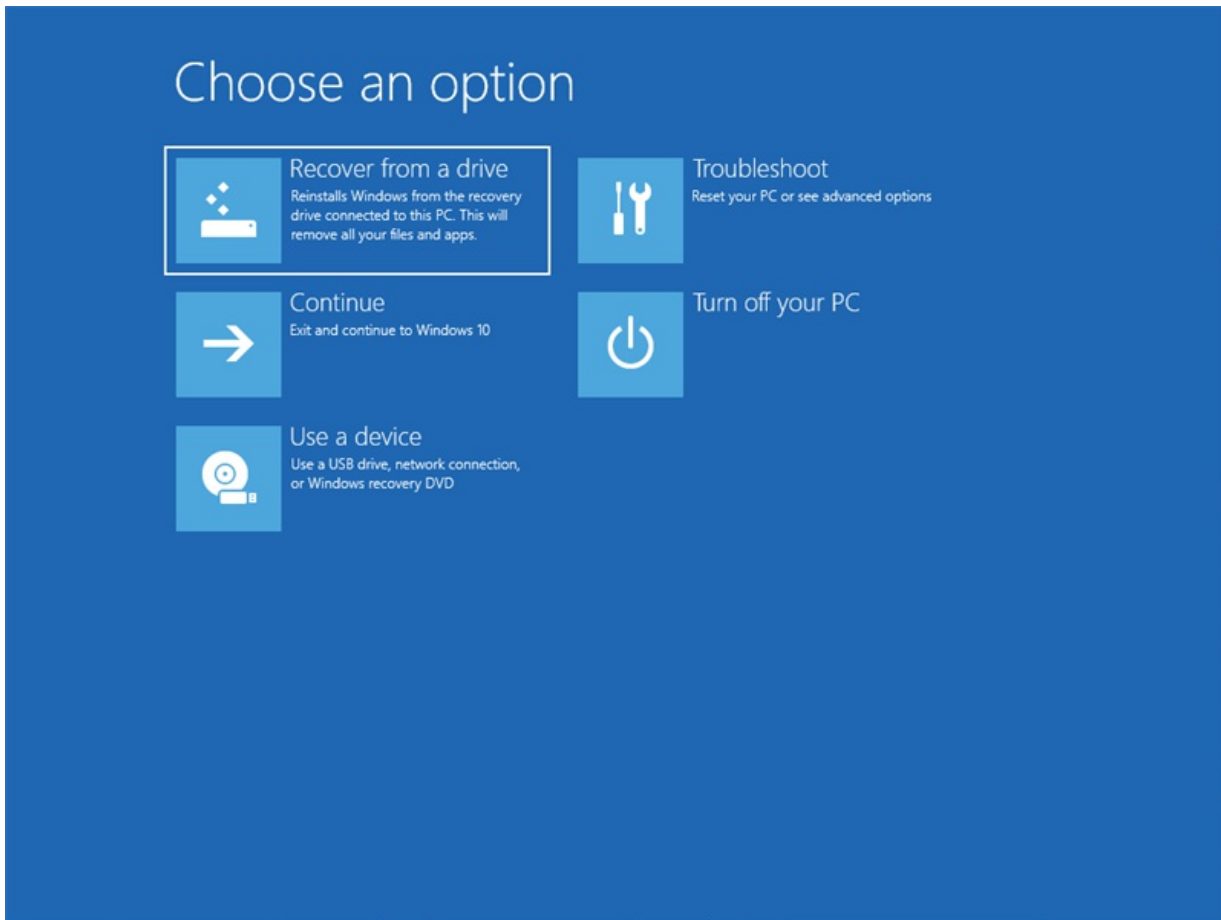 Choose an option
Recover from a drive
Reinstalls Windows from the recovery
drive connected to this PC. This will
remove all your files and apps.
Troubleshoot
Reset your PC or see advanced options
Continue
Exit and continue to Windows 10
Turn off your PC
Use a device
Use a USB drive, network connection,
or Windows recovery DVD